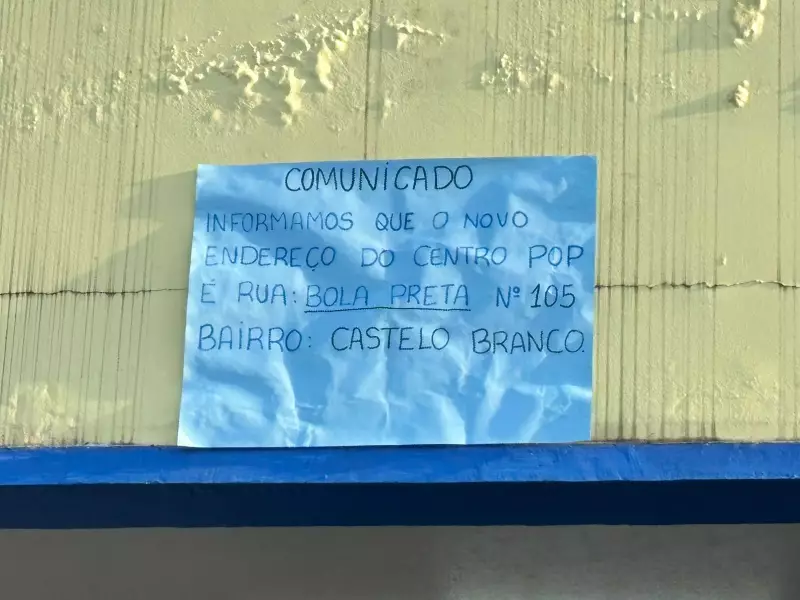 COMUNICADO
INFORMAMOS QUE O NOVO
ENDEREÇO DO CENTRO POP
É RUA: BOLA PRETA Nº 105
BAIRRO: CASTELO BRANCO.